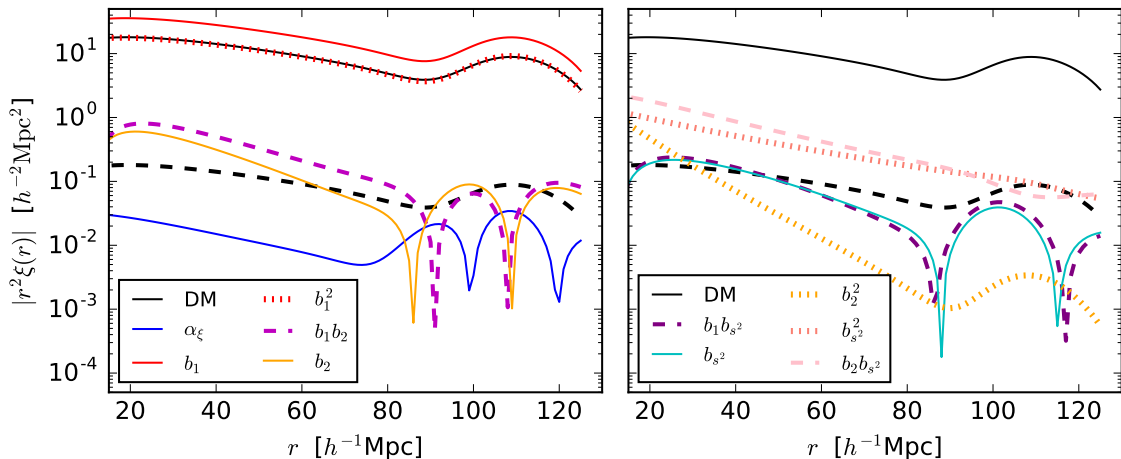 |r²ξ(r)| [h⁻²Mpc²]
10¹
10⁰
10⁻¹
10⁻²
10⁻³
10⁻⁴
DM
α_ξ
b₁
b₁²
b₁b₂
b₂
20 40 60 80 100 120
r [h⁻¹Mpc]
DM
b₁b_{s²}
b_{s²}
b₂²
b_{s²}²
b₂b_{s²}
20 40 60 80 100 120
r [h⁻¹Mpc]